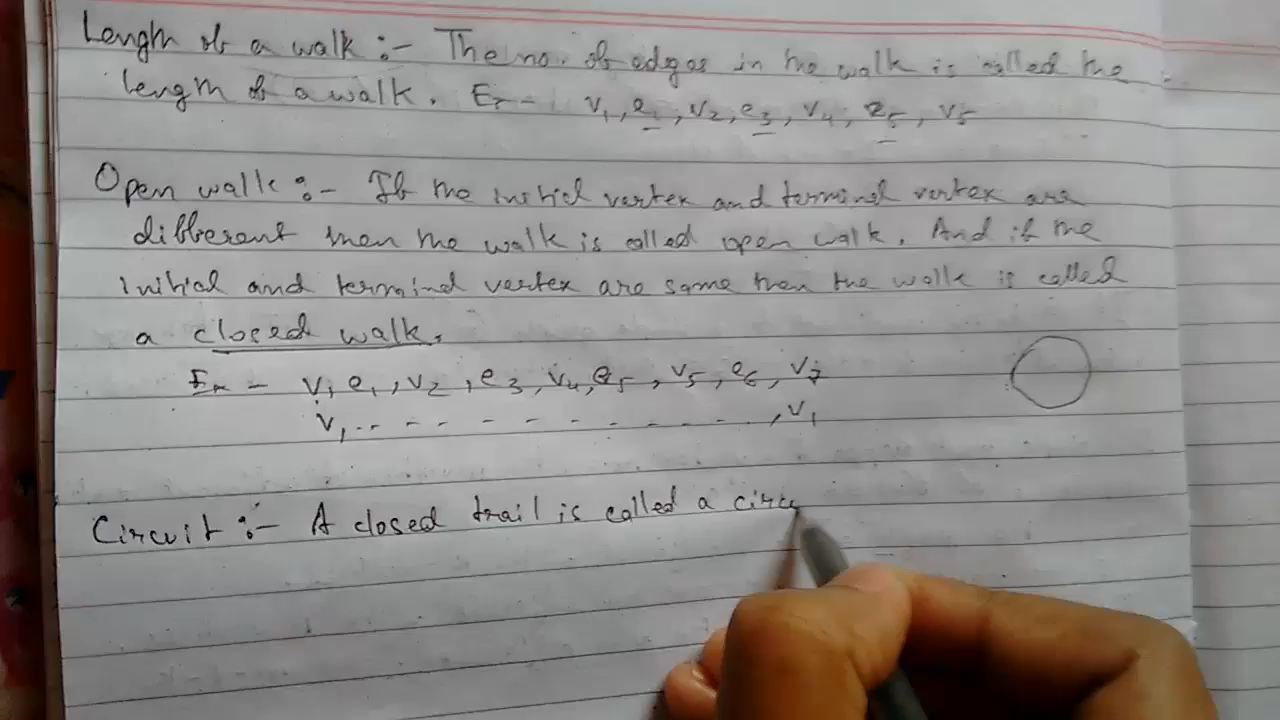 Length of a walk :- The no. of edges in the walk is called the
length of a walk. Ex - v1, e1, v2, e3, v4, e5, v5
Open walk :- If the initial vertex and terminal vertex are
different then the walk is called open walk. And if the
initial and terminal vertex are same then the walk is called
a closed walk.
Ex - v1 e1, v2, e3, v4, e5, v5, e6, v7
v1, .. - - - - - - - - - , v1
Circuit :- A closed trail is called a circu